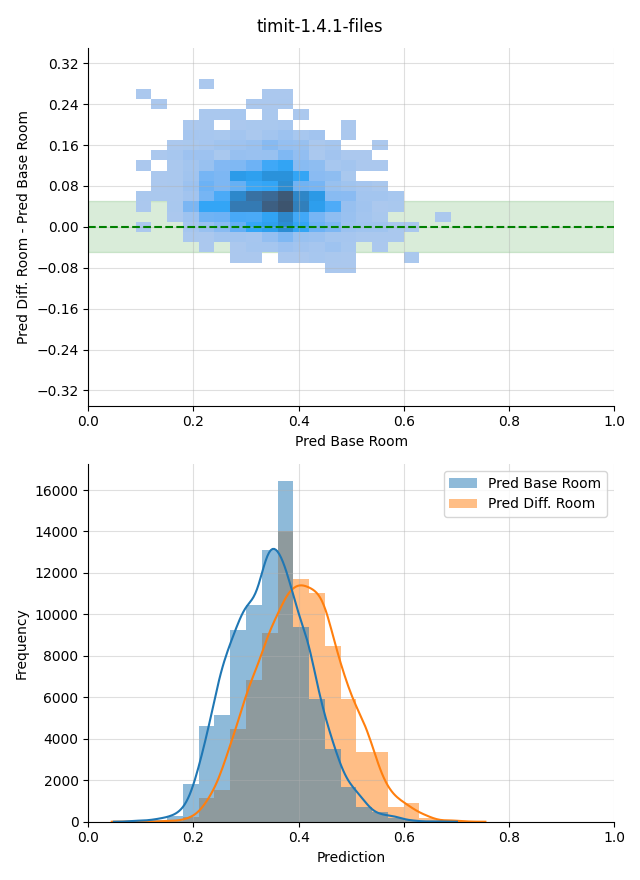 timit-1.4.1-files
0.32
0.24
0.16
0.08
0.00
−0.08
−0.16
−0.24
−0.32
Pred Diff. Room - Pred Base Room
0.0 0.2 0.4 0.6 0.8 1.0
Pred Base Room
16000
14000
12000
10000
8000
6000
4000
2000
0
Frequency
Pred Base Room
Pred Diff. Room
0.0 0.2 0.4 0.6 0.8 1.0
Prediction